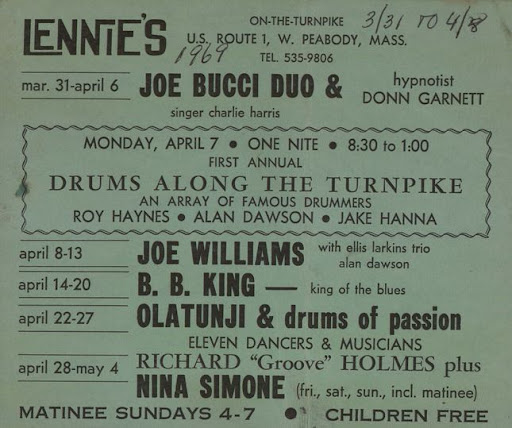 LENNIE'S
ON-THE-TURNPIKE
3/31 TO 4/8
U.S. ROUTE 1, W. PEABODY, MASS.
1969
TEL. 535-9806
mar. 31-april 6 JOE BUCCI DUO & hypnotist
DONN GARNETT
singer charlie harris
MONDAY, APRIL 7 • ONE NITE • 8:30 to 1:00
FIRST ANNUAL
DRUMS ALONG THE TURNPIKE
AN ARRAY OF FAMOUS DRUMMERS
ROY HAYNES • ALAN DAWSON • JAKE HANNA
april 8-13 JOE WILLIAMS with ellis larkins trio
alan dawson
april 14-20 B. B. KING — king of the blues
april 22-27 OLATUNJI & drums of passion
ELEVEN DANCERS & MUSICIANS
april 28-may 4 RICHARD "Groove" HOLMES plus
NINA SIMONE (fri., sat., sun., incl. matinee)
MATINEE SUNDAYS 4-7 • CHILDREN FREE